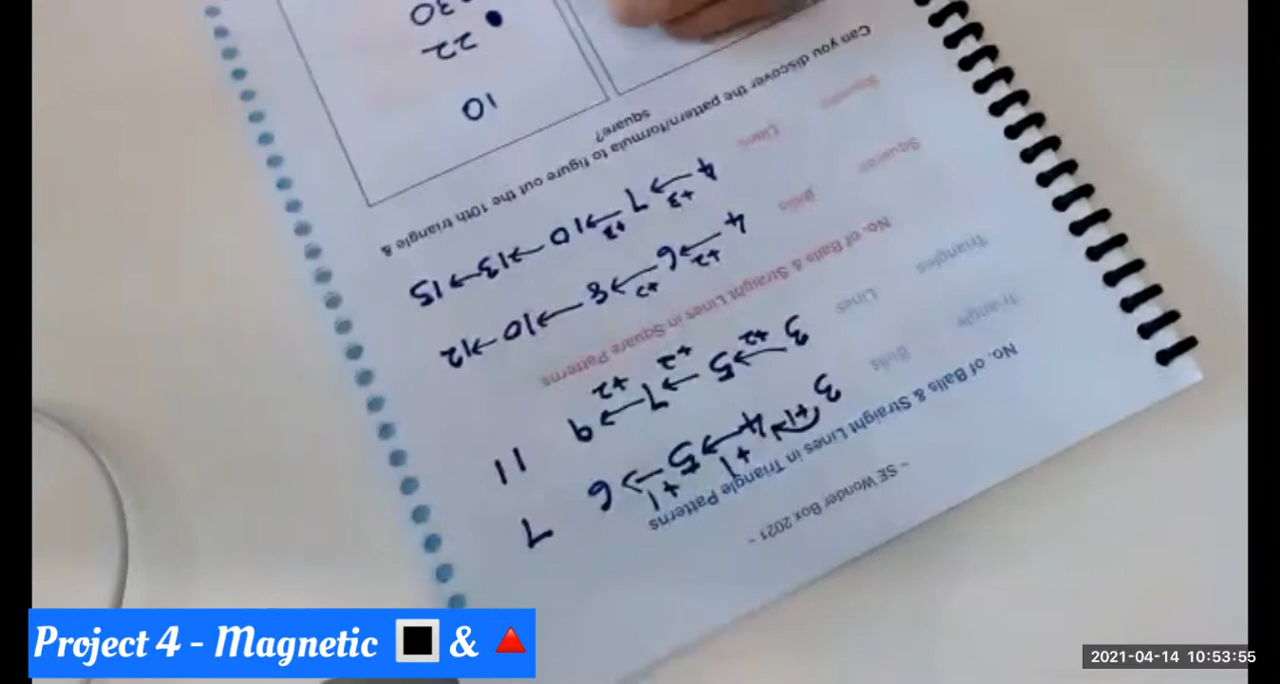 ~ SE Wonder Box 2021 ~
No. of Balls & Straight Lines in Triangle Patterns
Triangle Balls 3 → 4 → 5 → 6 7
+1 +1 +1
Triangles Lines 3 → 5 → 7 → 9 11
+2 +2 +2
No. of Balls & Straight Lines in Square Patterns
Squares Balls 4 → 6 → 8 → 10 → 12
+2 +2
Squares Lines 4 → 7 → 10 → 13 → 15
+3 +3
Can you discover the pattern/formula to figure out the 10th triangle &
square?
10
22
30
Project 4 - Magnetic 🔳 & 🔺
2021-04-14 10:53:55